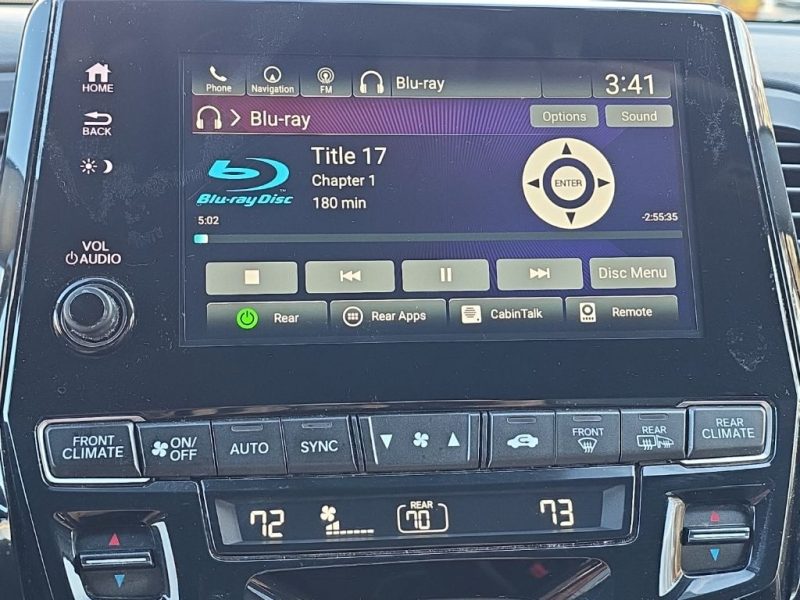 HOME
BACK
VOL
AUDIO
Phone Navigation FM Blu-ray 3:41
Blu-ray Options Sound
Blu-ray Disc™
Title 17
Chapter 1
180 min
ENTER
5:02 -2:55:35
Disc Menu
Rear Rear Apps CabinTalk Remote
FRONT
CLIMATE
ON/
OFF
AUTO
SYNC
FRONT
REAR
REAR
CLIMATE
72
REAR
70
73